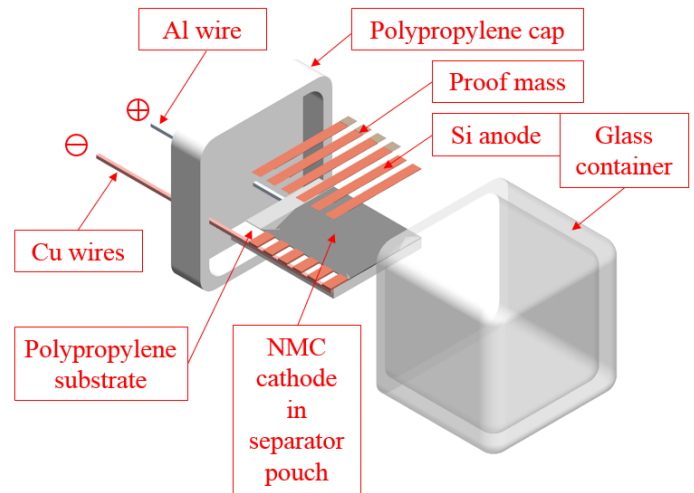 Al wire
Polypropylene cap
Proof mass
Si anode
Glass
container
⊕
⊖
Cu wires
Polypropylene
substrate
NMC
cathode
in
separator
pouch